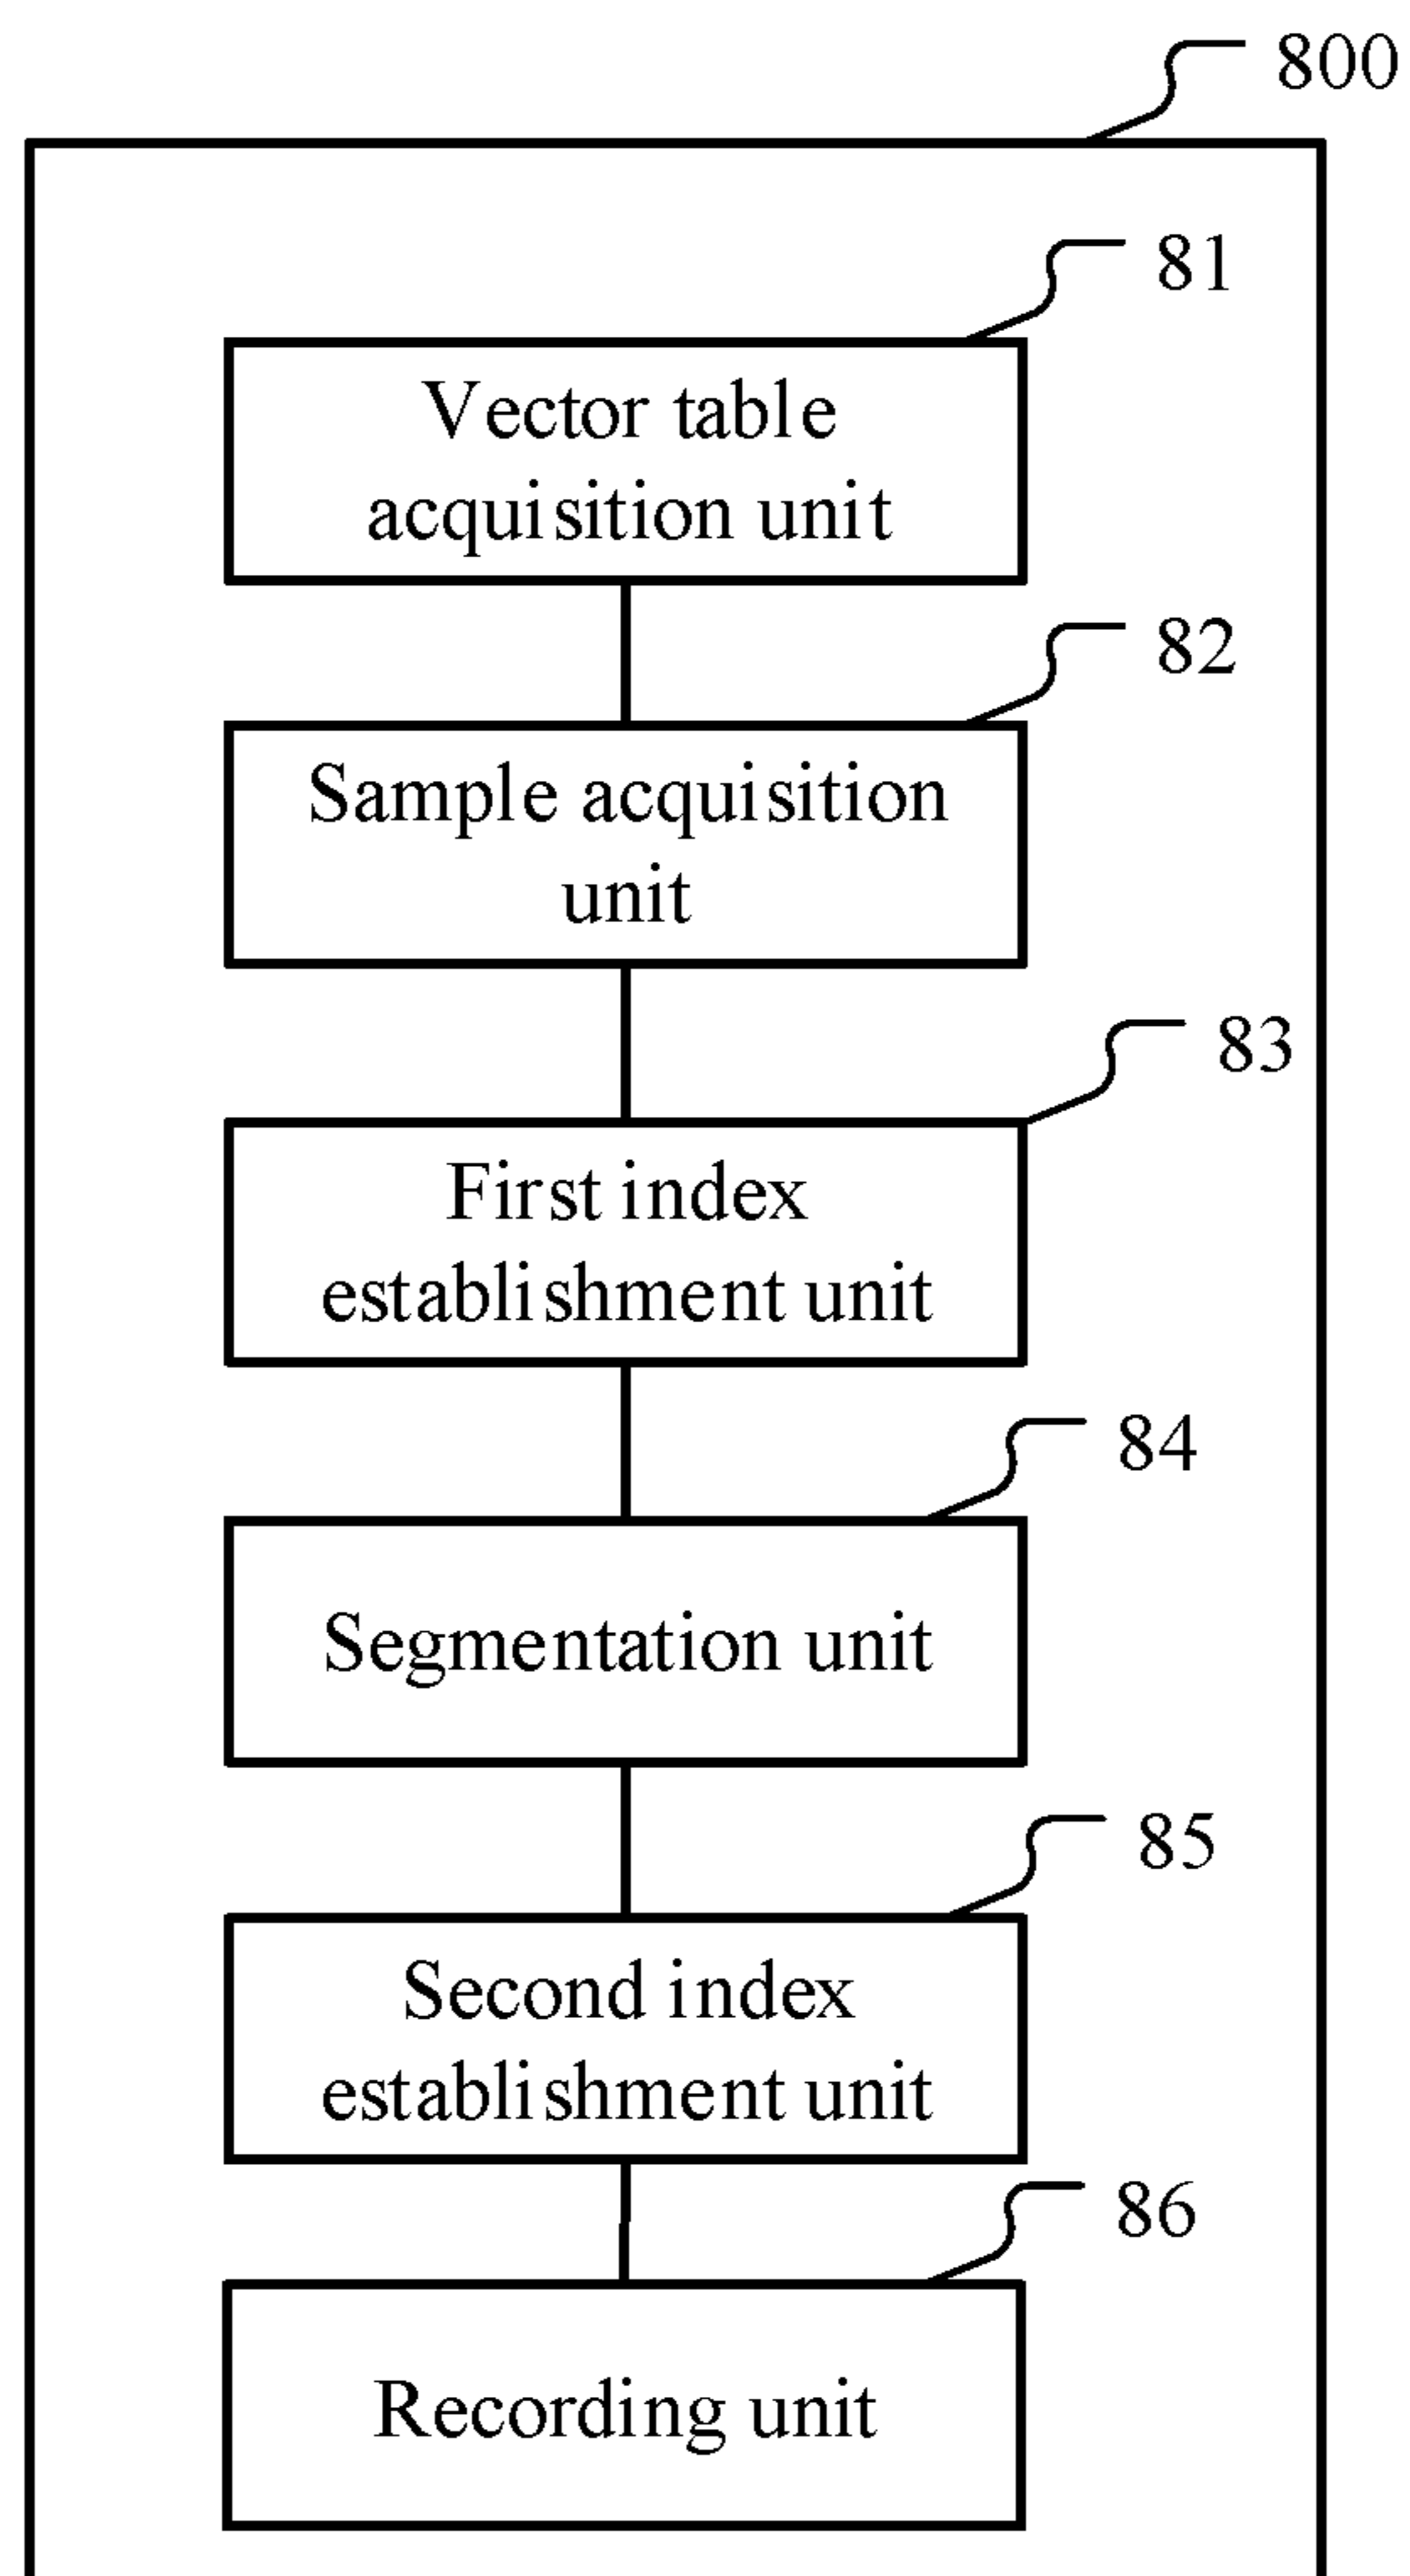 800
81
Vector table
acquisition unit
82
Sample acquisition
unit
83
First index
establishment unit
84
Segmentation unit
85
Second index
establishment unit
86
Recording unit